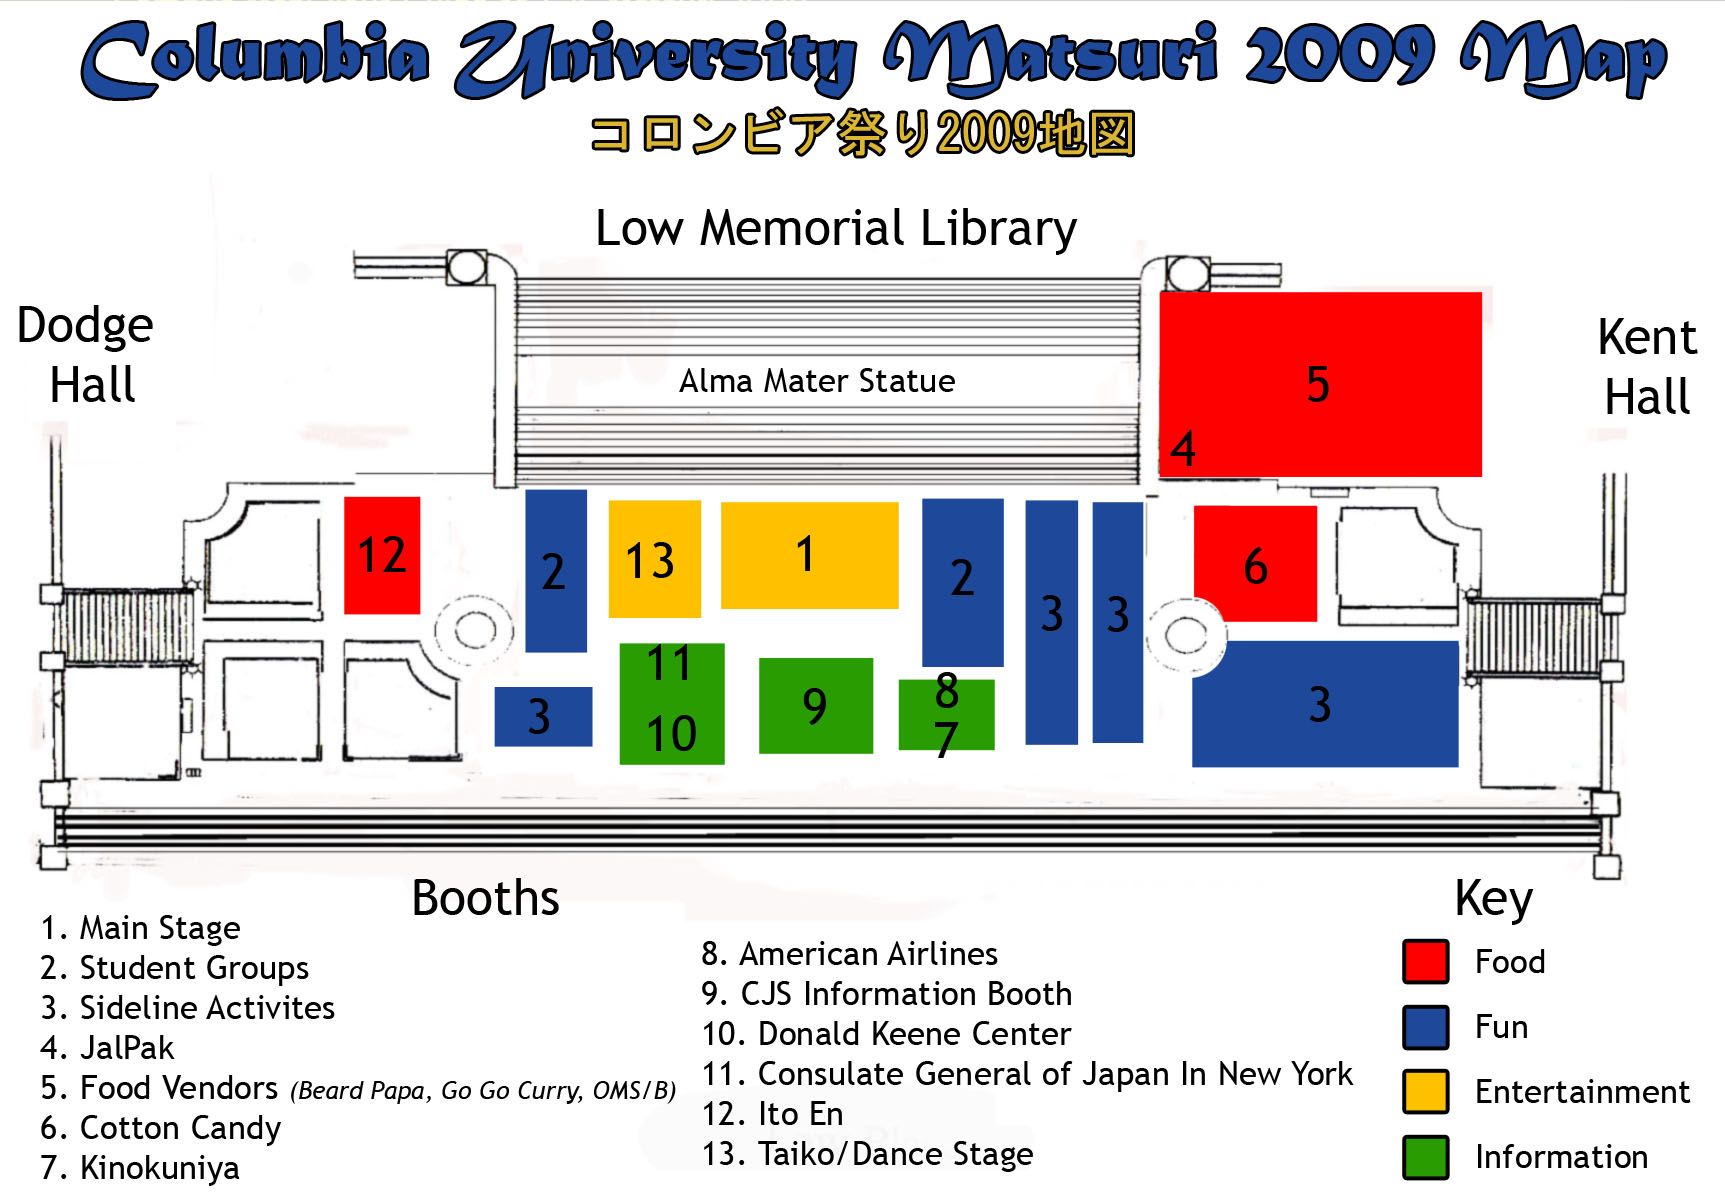 Columbia University Matsuri 2009 Map
コロンビア祭り2009地図
Low Memorial Library
Dodge
Hall
Kent
Hall
Alma Mater Statue
5
4
12
2
13
1
2
3
3
6
3
11
10
9
8
7
3
Booths
1. Main Stage
2. Student Groups
3. Sideline Activites
4. JalPak
5. Food Vendors (Beard Papa, Go Go Curry, OMS/B)
6. Cotton Candy
7. Kinokuniya
8. American Airlines
9. CJS Information Booth
10. Donald Keene Center
11. Consulate General of Japan In New York
12. Ito En
13. Taiko/Dance Stage
Key
Food
Fun
Entertainment
Information